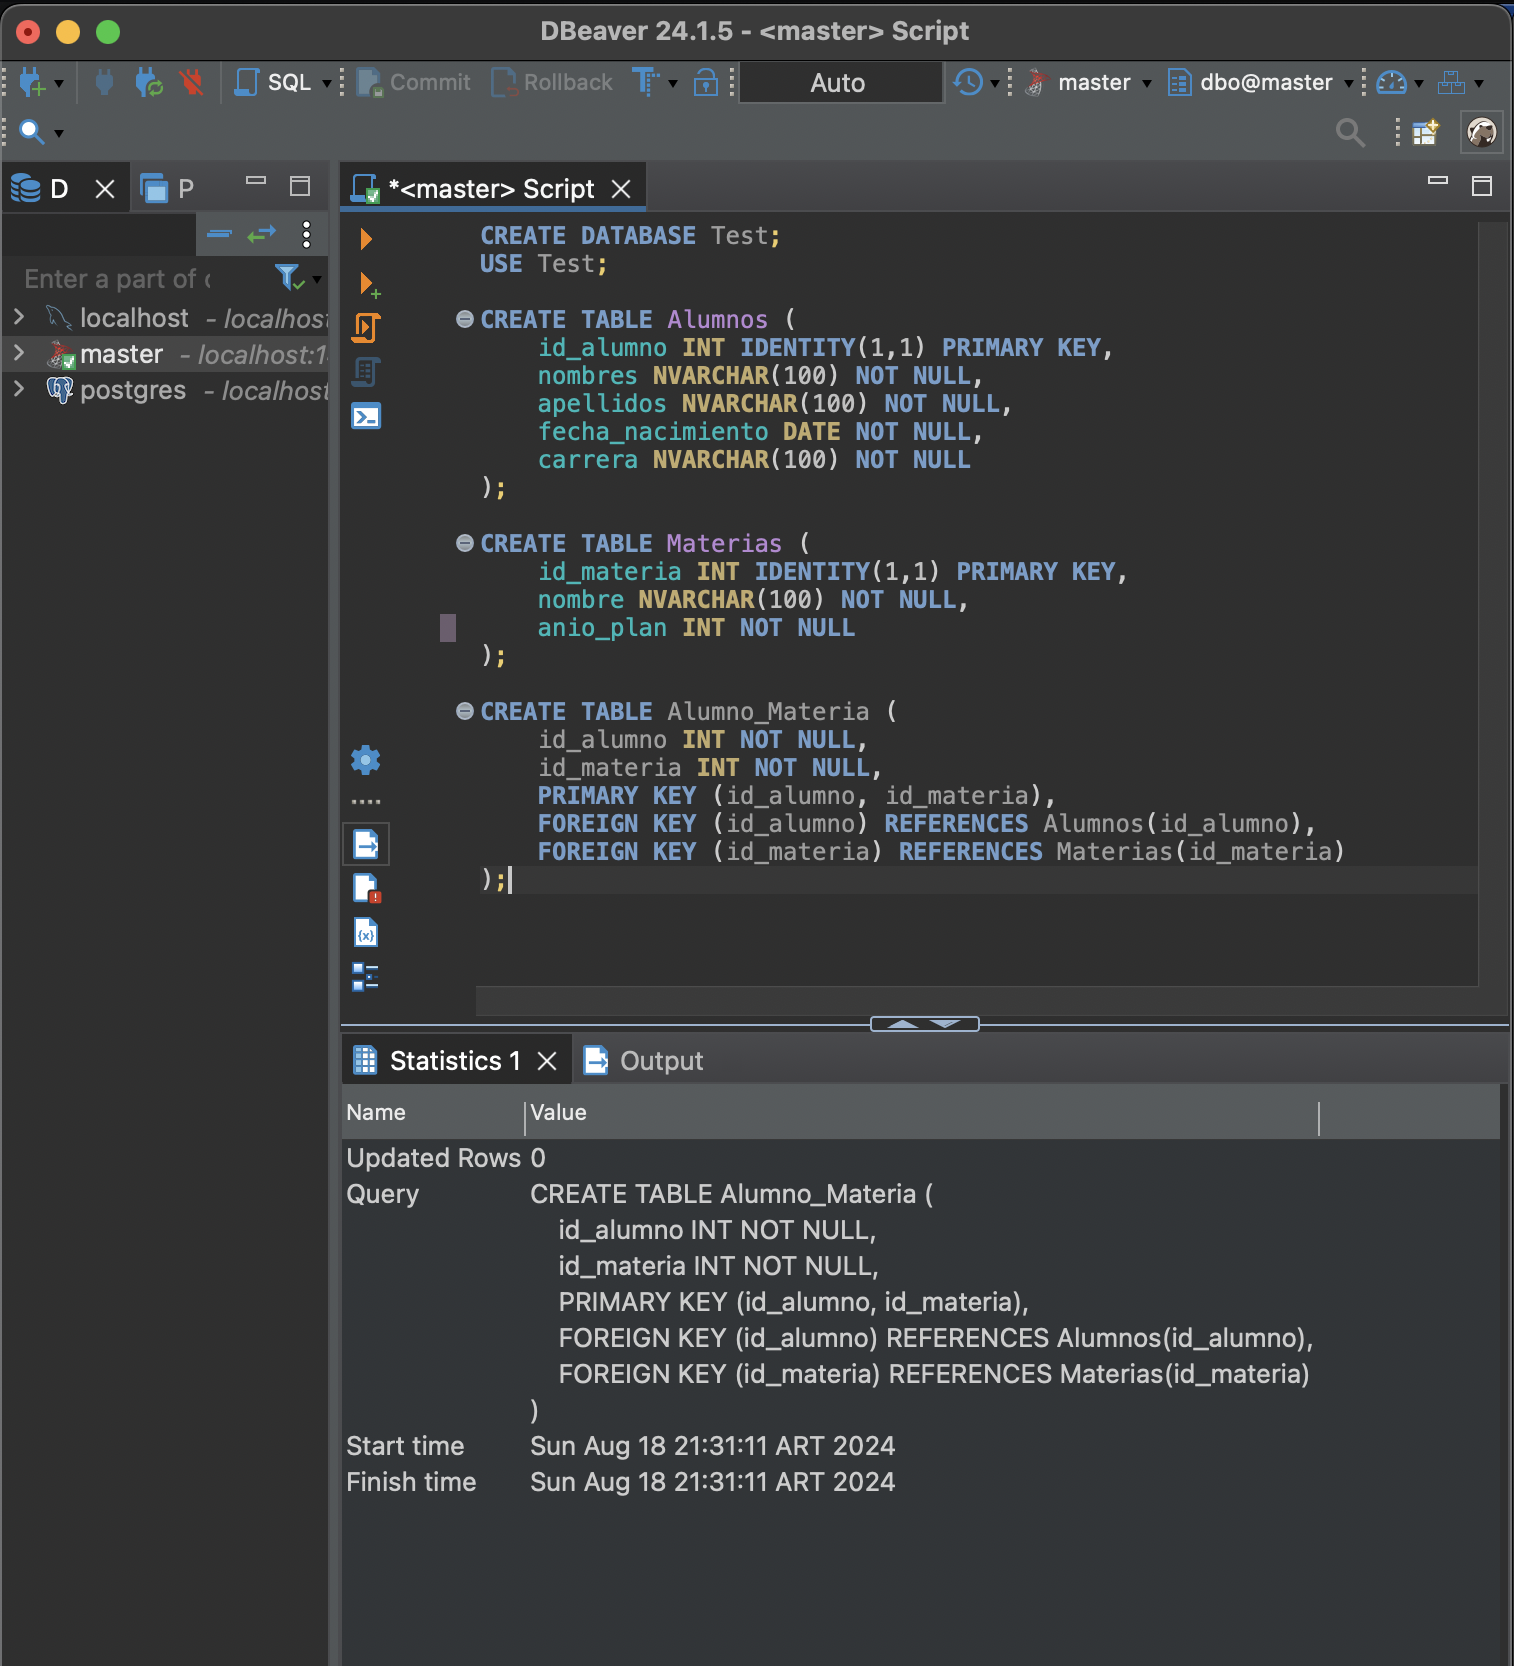 DBeaver 24.1.5 - <master> Script
SQL
Commit
Rollback
Auto
master
dbo@master
D
P
*<master> Script
Enter a part of
localhost - localhost
master - localhost:1
postgres - localhost
CREATE DATABASE Test;
USE Test;
CREATE TABLE Alumnos (
id_alumno INT IDENTITY(1,1) PRIMARY KEY,
nombres NVARCHAR(100) NOT NULL,
apellidos NVARCHAR(100) NOT NULL,
fecha_nacimiento DATE NOT NULL,
carrera NVARCHAR(100) NOT NULL
);
CREATE TABLE Materias (
id_materia INT IDENTITY(1,1) PRIMARY KEY,
nombre NVARCHAR(100) NOT NULL,
anio_plan INT NOT NULL
);
CREATE TABLE Alumno_Materia (
id_alumno INT NOT NULL,
id_materia INT NOT NULL,
PRIMARY KEY (id_alumno, id_materia),
FOREIGN KEY (id_alumno) REFERENCES Alumnos(id_alumno),
FOREIGN KEY (id_materia) REFERENCES Materias(id_materia)
);
Statistics 1
Output
Name Value
Updated Rows 0
Query CREATE TABLE Alumno_Materia (
id_alumno INT NOT NULL,
id_materia INT NOT NULL,
PRIMARY KEY (id_alumno, id_materia),
FOREIGN KEY (id_alumno) REFERENCES Alumnos(id_alumno),
FOREIGN KEY (id_materia) REFERENCES Materias(id_materia)
)
Start time Sun Aug 18 21:31:11 ART 2024
Finish time Sun Aug 18 21:31:11 ART 2024